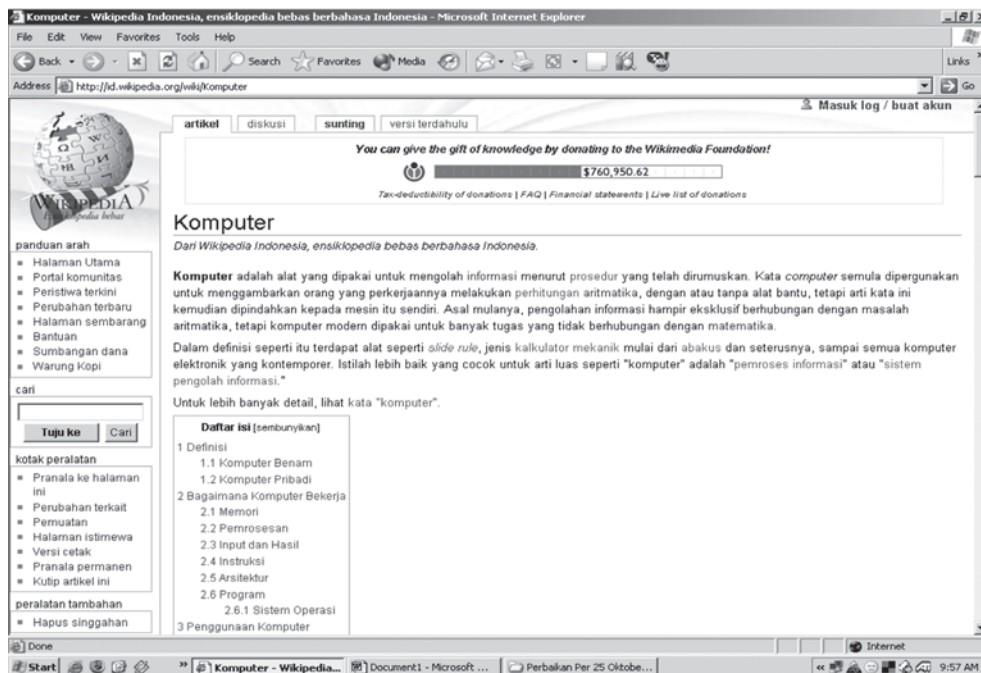 Komputer - Wikipedia Indonesia, ensiklopedia bebas berbahasa Indonesia - Microsoft Internet Explorer
File Edit View Favorites Tools Help
Back Search Favorites Media Links
Address http://id.wikipedia.org/wiki/Komputer Go
Masuk log / buat akun
artikel diskusi sunting versi terdahulu
You can give the gift of knowledge by donating to the Wikimedia Foundation!
$760,950.62
Tax-deductibility of donations | FAQ | Financial statements | Live list of donations
WIKIPEDIA
Ensiklopedia bebas
panduan arah
Halaman Utama
Portal komunitas
Peristiwa terkini
Perubahan terbaru
Halaman sembarang
Bantuan
Sumbangan dana
Warung Kopi
cari
Tuju ke Cari
kotak peralatan
Pranala ke halaman
ini
Perubahan terkait
Pemuatan
Halaman istimewa
Versi cetak
Pranala permanen
Kutip artikel ini
peralatan tambahan
Hapus singgahan
Komputer
Dari Wikipedia Indonesia, ensiklopedia bebas berbahasa Indonesia.
Komputer adalah alat yang dipakai untuk mengolah informasi menurut prosedur yang telah dirumuskan. Kata computer semula dipergunakan
untuk menggambarkan orang yang perkerjaannya melakukan perhitungan aritmatika, dengan atau tanpa alat bantu, tetapi arti kata ini
kemudian dipindahkan kepada mesin itu sendiri. Asal mulanya, pengolahan informasi hampir eksklusif berhubungan dengan masalah
aritmatika, tetapi komputer modern dipakai untuk banyak tugas yang tidak berhubungan dengan matematika.
Dalam definisi seperti itu terdapat alat seperti slide rule, jenis kalkulator mekanik mulai dari abakus dan seterusnya, sampai semua komputer
elektronik yang kontemporer. Istilah lebih baik yang cocok untuk arti luas seperti "komputer" adalah "pemroses informasi" atau "sistem
pengolah informasi."
Untuk lebih banyak detail, lihat kata "komputer".
Daftar isi [sembunyikan]
1 Definisi
1.1 Komputer Benam
1.2 Komputer Pribadi
2 Bagaimana Komputer Bekerja
2.1 Memori
2.2 Pemrosesan
2.3 Input dan Hasil
2.4 Instruksi
2.5 Arsitektur
2.6 Program
2.6.1 Sistem Operasi
3 Penggunaan Komputer
Done Internet
Start Komputer - Wikipedia... Document1 - Microsoft ... Perbaikan Per 25 Oktobe... 9:57 AM